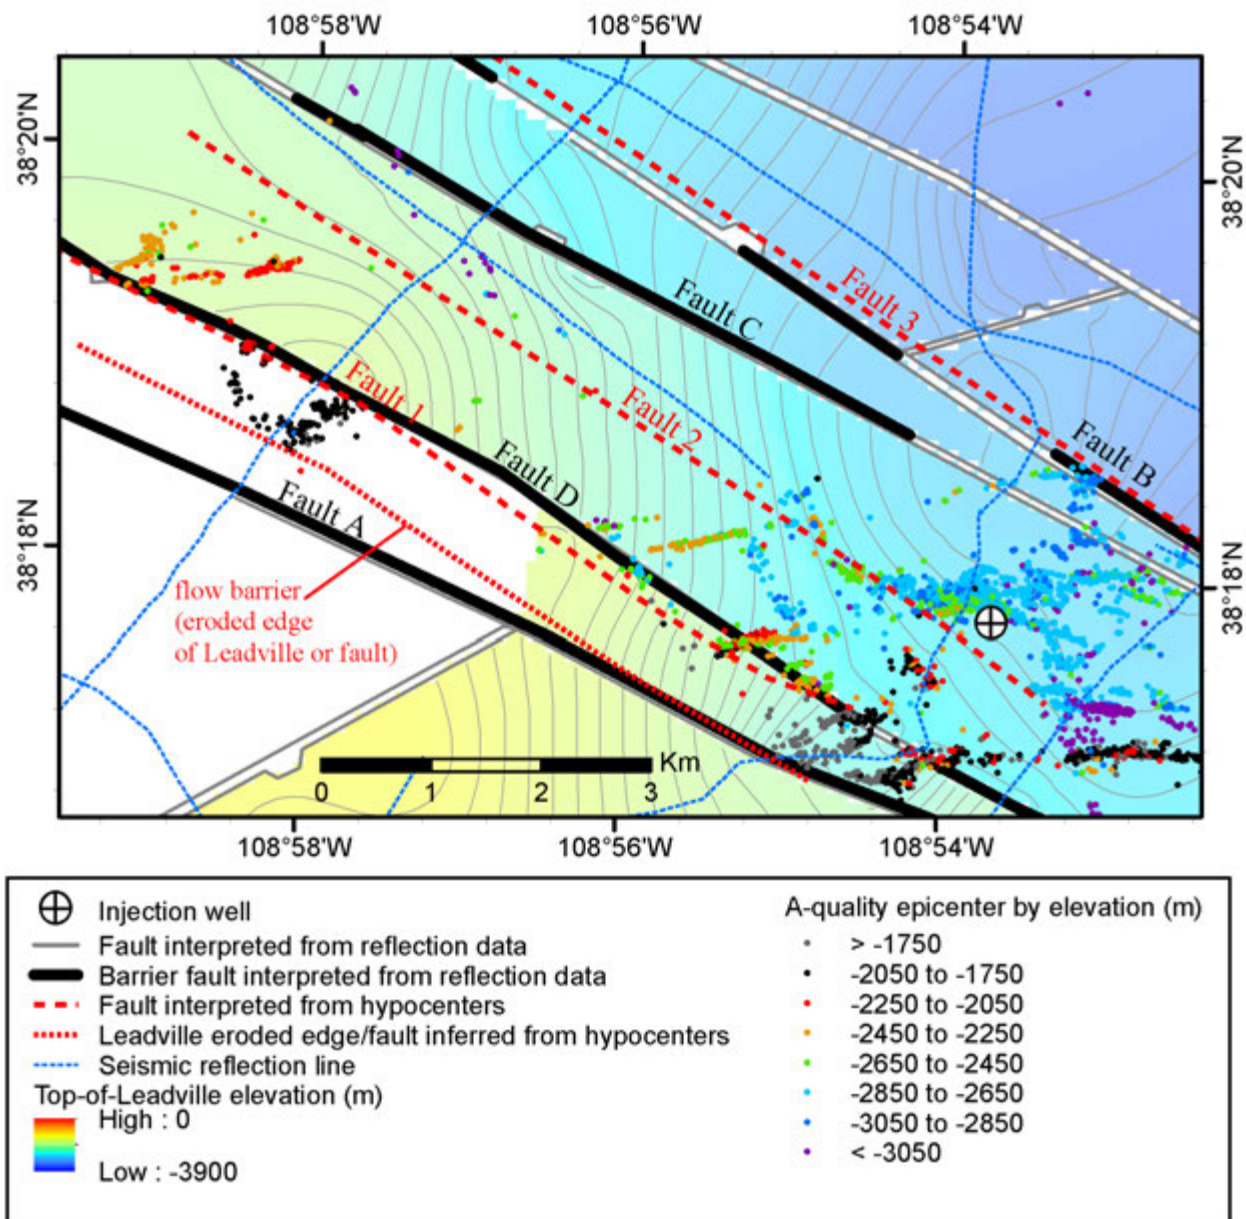 108°58'W 108°56'W 108°54'W
38°20'N
38°20'N
Fault 3
Fault C
Fault 1
Fault 2
Fault B
Fault D
Fault A
38°18'N
38°18'N
flow barrier
(eroded edge
of Leadville or fault)
Km
0 1 2 3
108°58'W 108°56'W 108°54'W
Injection well
Fault interpreted from reflection data
Barrier fault interpreted from reflection data
Fault interpreted from hypocenters
Leadville eroded edge/fault inferred from hypocenters
Seismic reflection line
Top-of-Leadville elevation (m)
High : 0
Low : -3900
A-quality epicenter by elevation (m)
> -1750
-2050 to -1750
-2250 to -2050
-2450 to -2250
-2650 to -2450
-2850 to -2650
-3050 to -2850
< -3050